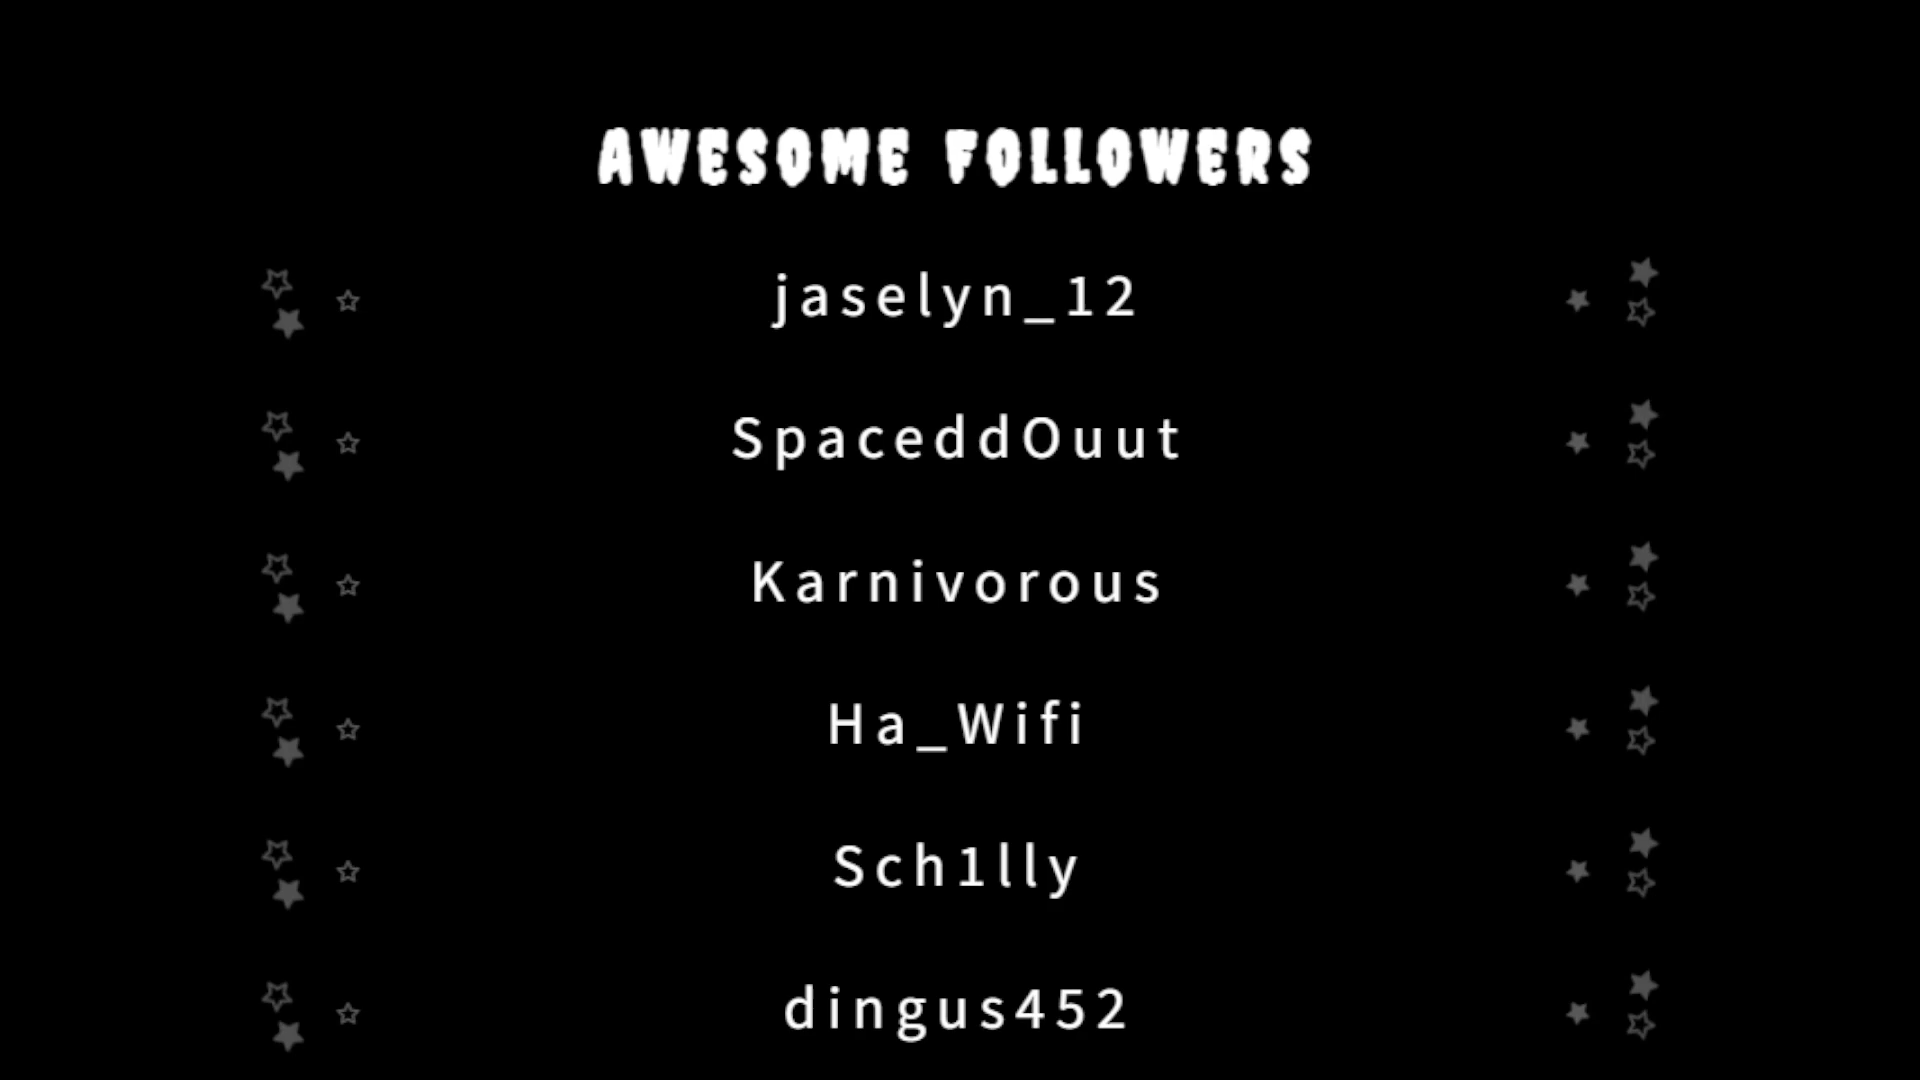 AWESOME FOLLOWERS
jaselyn_12
SpaceddOuut
Karnivorous
Ha_Wifi
Sch1lly
dingus452